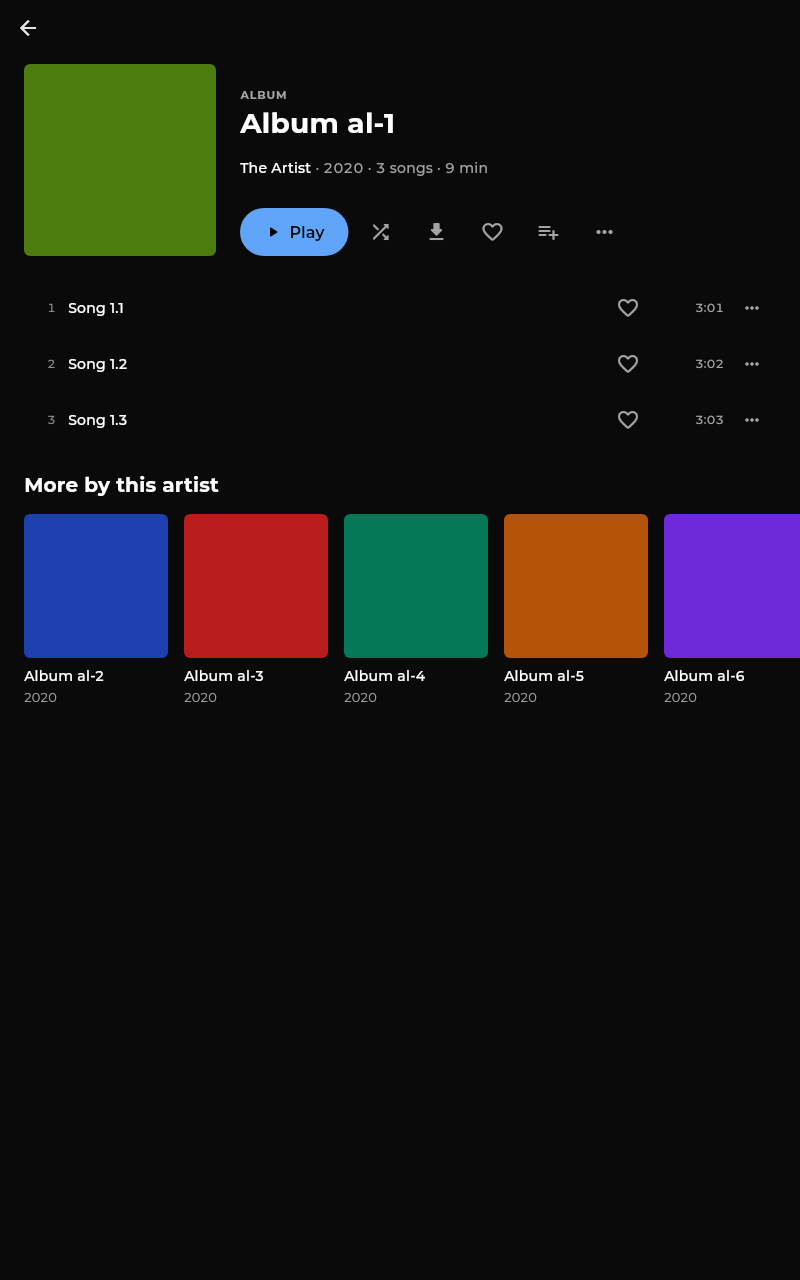 ALBUM
Album al-1
The Artist · 2020 · 3 songs · 9 min
Play
1 Song 1.1 3:01
2 Song 1.2 3:02
3 Song 1.3 3:03
More by this artist
Album al-2 Album al-3 Album al-4 Album al-5 Album al-6
2020 2020 2020 2020 2020